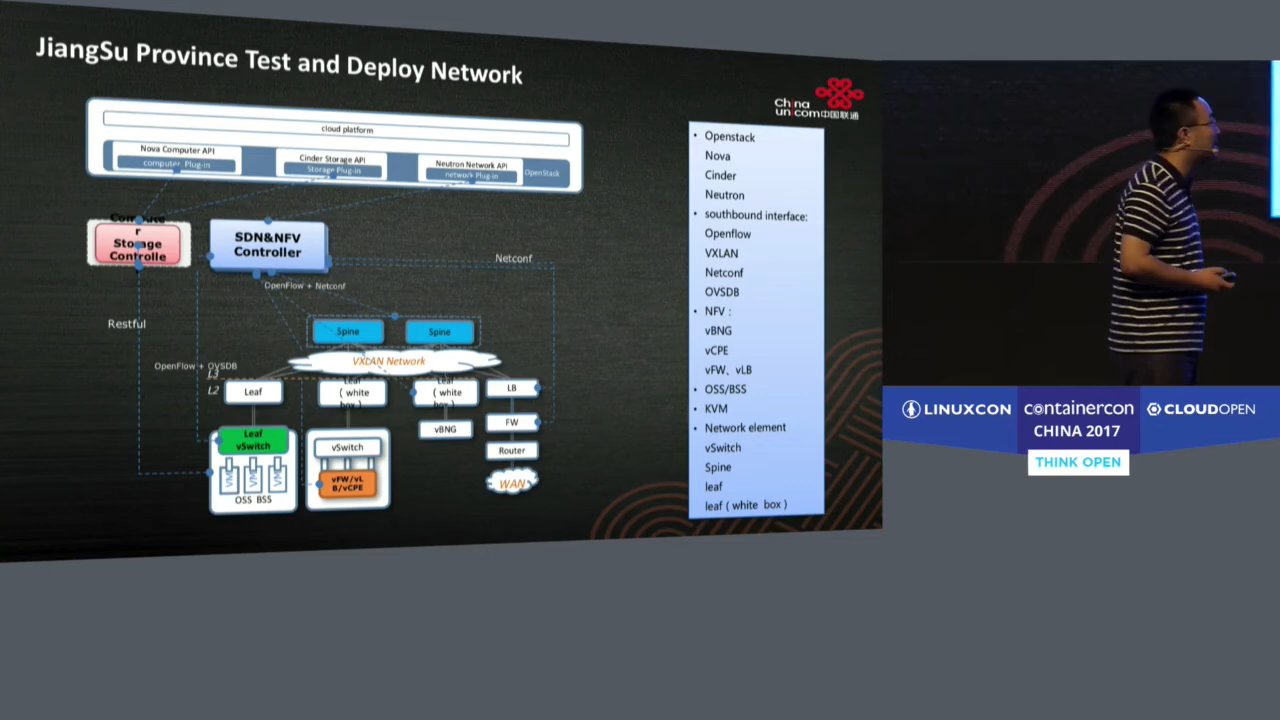 JiangSu Province Test and Deploy Network
China
unicom中国联通
cloud platform
Nova Computer API
computer Plug-in
Cinder Storage API
Storage Plug-in
Neutron Network API
network Plug-in
OpenStack
Compute
r
Storage
Controlle
SDN&NFV
Controller
Netconf
OpenFlow + Netconf
Restful
Spine
Spine
VXLAN Network
OpenFlow + OVSDB
L3
L2
Leaf
Leaf
( white
box )
Leaf
( white
box )
LB
vBNG
FW
Router
WAN
Leaf
vSwitch
VM
VM
VM
OSS BSS
vSwitch
vFW/vL
B/vCPE
• Openstack
Nova
Cinder
Neutron
• southbound interface:
Openflow
VXLAN
Netconf
OVSDB
• NFV :
vBNG
vCPE
vFW、vLB
• OSS/BSS
• KVM
• Network element
vSwitch
Spine
leaf
leaf ( white box )
LINUXCON
containercon
CLOUDOPEN
CHINA 2017
THINK OPEN